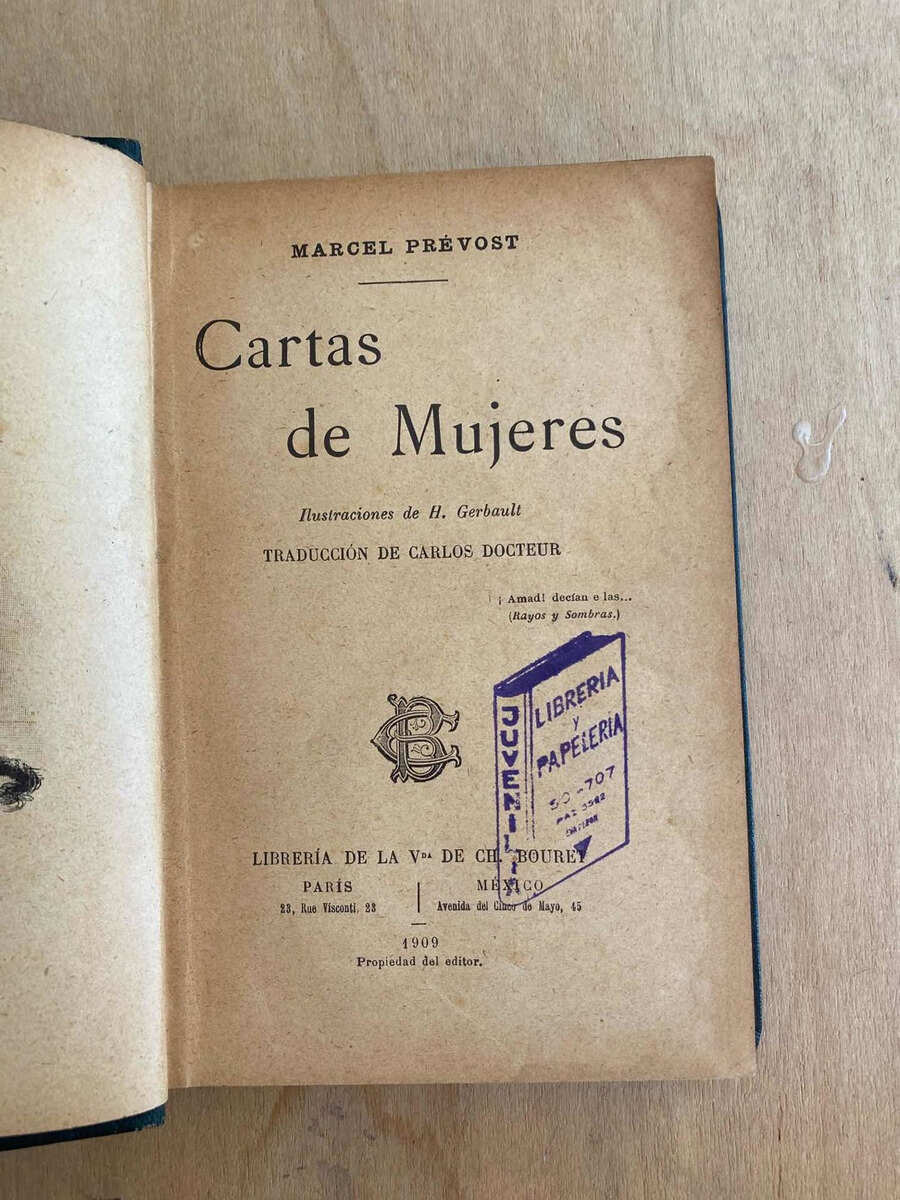 MARCEL PRÉVOST
Cartas
de Mujeres
Ilustraciones de H. Gerbault
TRADUCCIÓN DE CARLOS DOCTEUR
¡ Amad! decían e las...
(Rayos y Sombras.)
CB
JUVENILIA
LIBRERIA
y
PAPELERIA
50-707
LIBRERÍA DE LA VDA DE CH. BOURET
PARÍS
23, Rue Visconti, 23
MÉXICO
Avenida del Cinco de Mayo, 45
1909
Propiedad del editor.